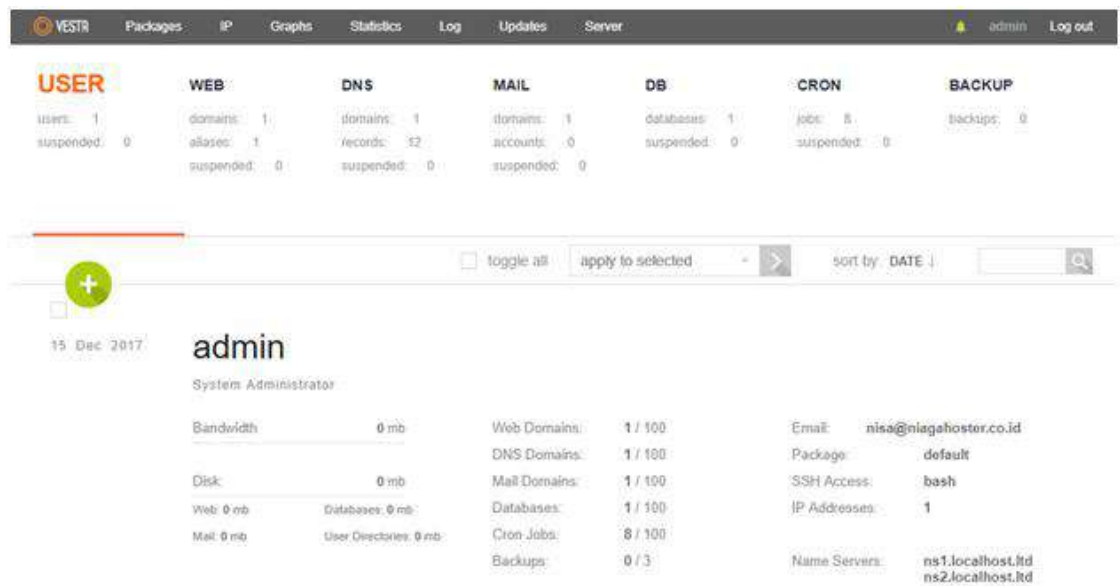 VESTA Packages IP Graphs Statistics Log Updates Server admin Log out
USER WEB DNS MAIL DB CRON BACKUP
users: 1 domains: 1 domains: 1 domains: 1 databases: 1 jobs: 8 backups: 0
suspended: 0 aliases: 1 records: 12 accounts: 0 suspended: 0 suspended: 0
suspended: 0 suspended: 0 suspended: 0
toggle all apply to selected sort by: DATE ↓
+
15 Dec 2017 admin
System Administrator
Bandwidth 0 mb Web Domains: 1 / 100 Email: nisa@niagahoster.co.id
DNS Domains: 1 / 100 Package: default
Disk: 0 mb Mail Domains: 1 / 100 SSH Access: bash
Web: 0 mb Databases: 0 mb Databases: 1 / 100 IP Addresses: 1
Mail: 0 mb User Directories: 0 mb Cron Jobs: 8 / 100
Backups: 0 / 3 Name Servers: ns1.localhost.ltd
ns2.localhost.ltd